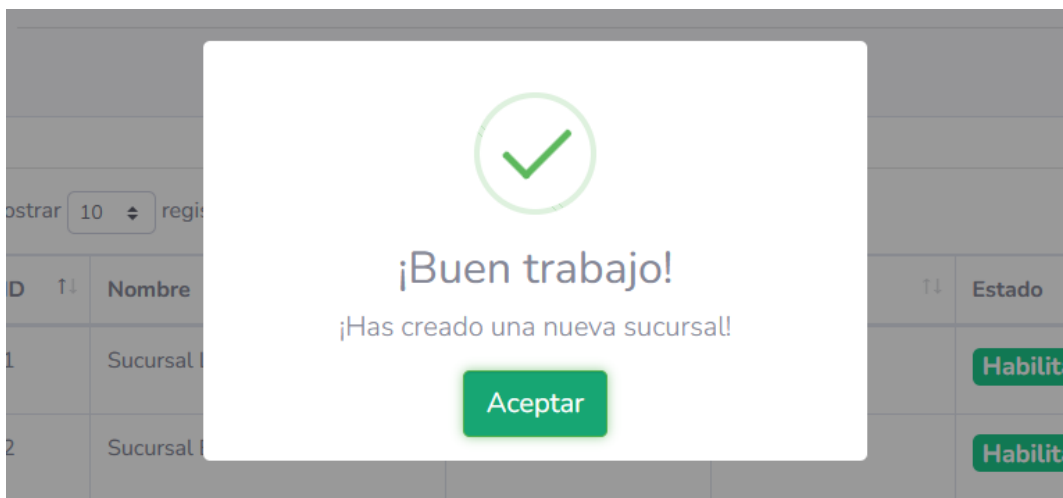 ¡Buen trabajo!
¡Has creado una nueva sucursal!
Aceptar
ostrar 10 regis
ID Nombre Estado
1 Sucursal Habilit
2 Sucursal Habilit